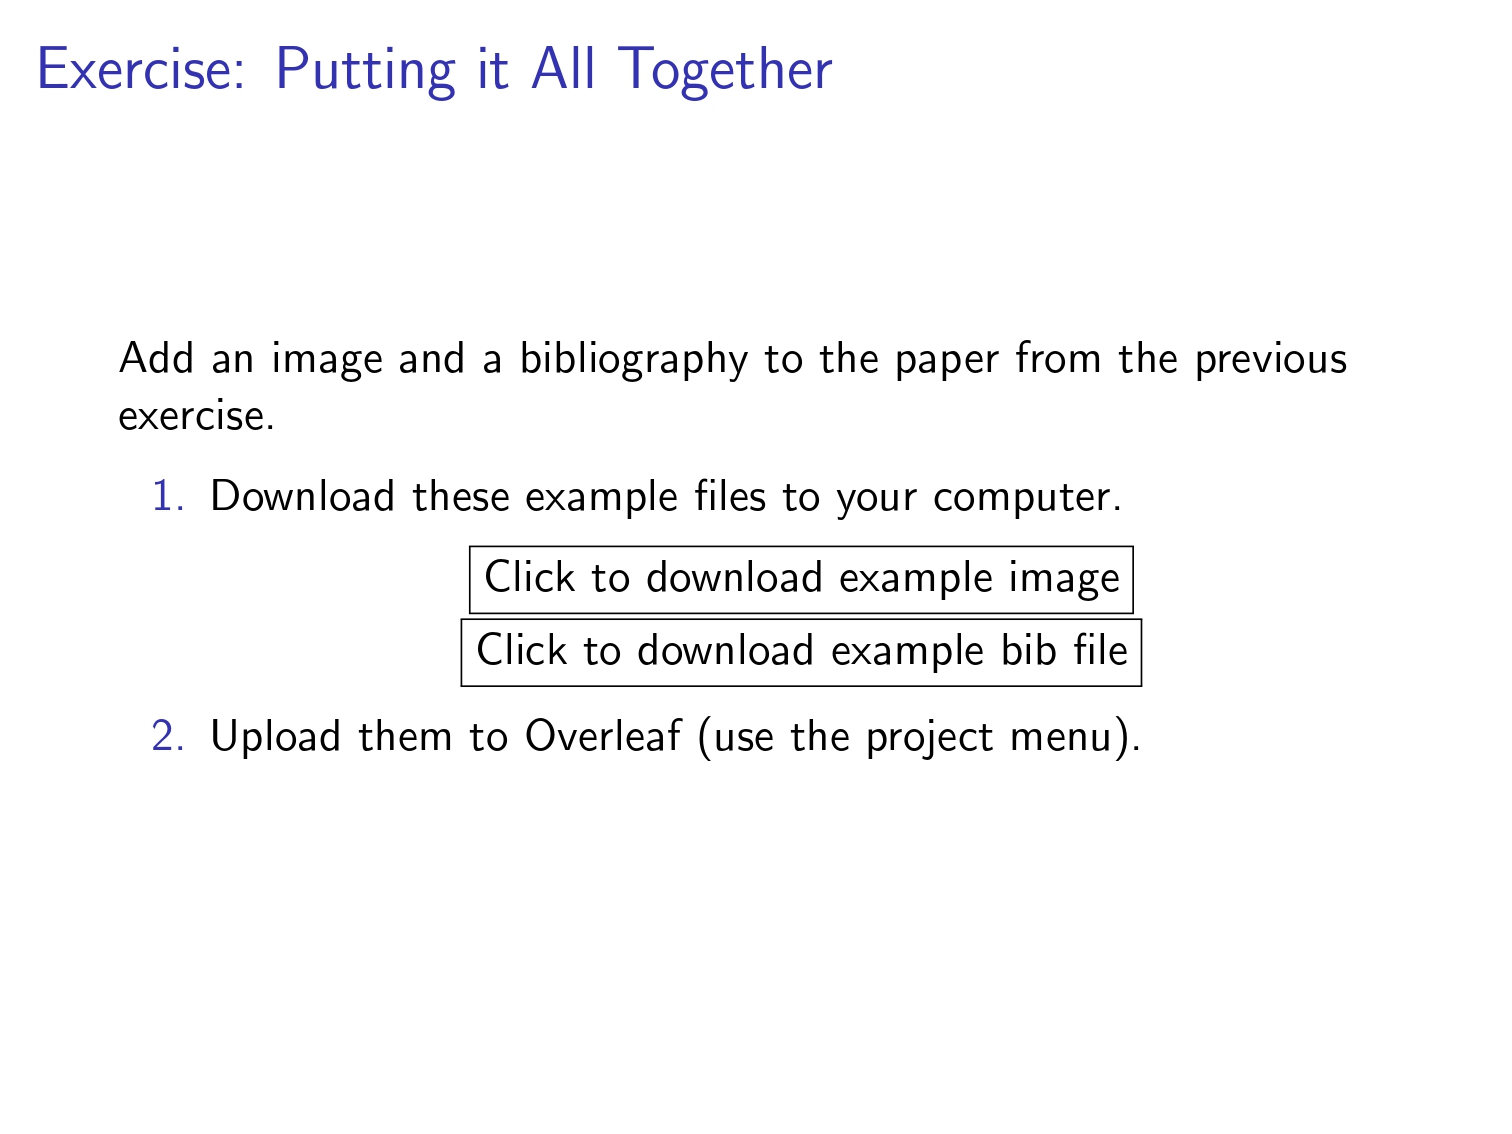 Exercise: Putting it All Together
Add an image and a bibliography to the paper from the previous
exercise.
1. Download these example files to your computer.
Click to download example image
Click to download example bib file
2. Upload them to Overleaf (use the project menu).